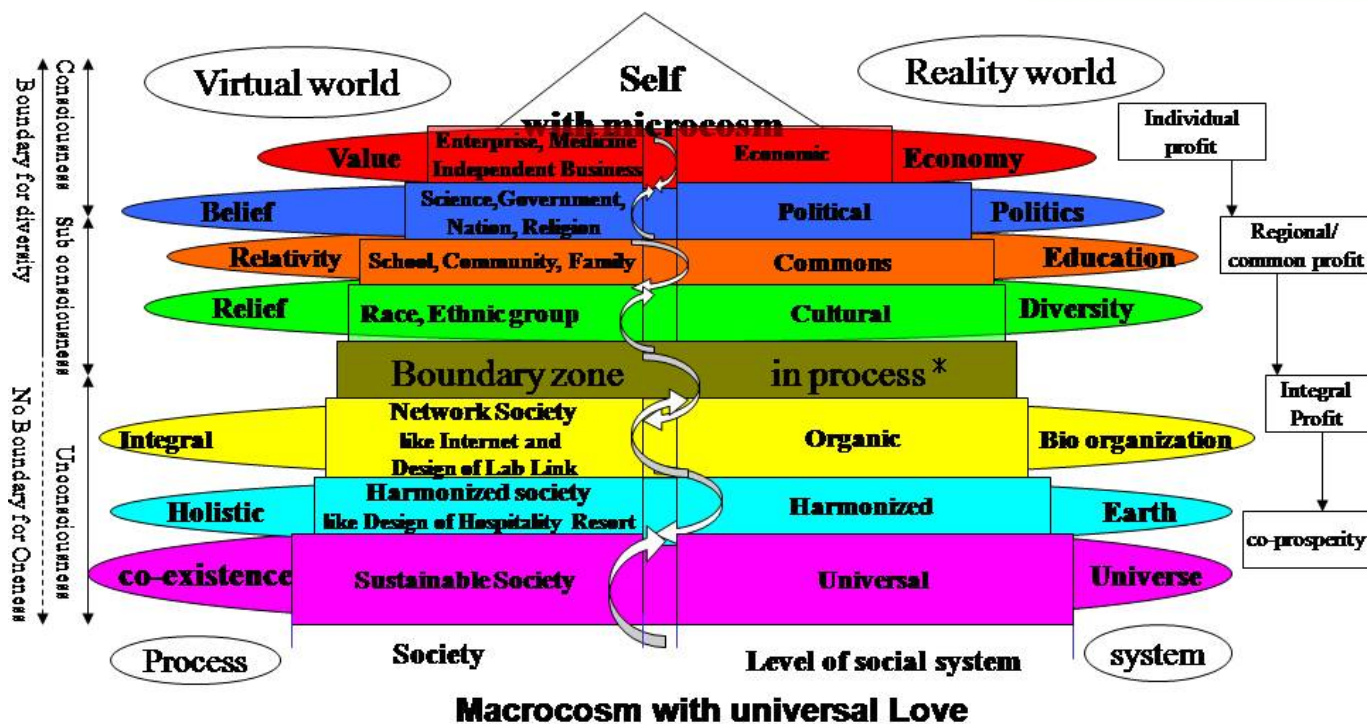 Virtual world
Reality world
Self
with microcosm
Consciousness
Boundary for diversity
Sub consciousness
No Boundary for Oneness
Unconsciousness
Value
Enterprise, Medicine
Independent Business
Economic
Economy
Belief
Science,Government,
Nation, Religion
Political
Politics
Relativity
School, Community, Family
Commons
Education
Relief
Race, Ethnic group
Cultural
Diversity
Boundary zone
in process*
Integral
Network Society
like Internet and
Design of Lab Link
Organic
Bio organization
Holistic
Harmonized society
like Design of Hospitality Resort
Harmonized
Earth
co-existence
Sustainable Society
Universal
Universe
Individual
profit
Regional/
common profit
Integral
Profit
co-prosperity
Process
Society
Level of social system
system
Macrocosm with universal Love